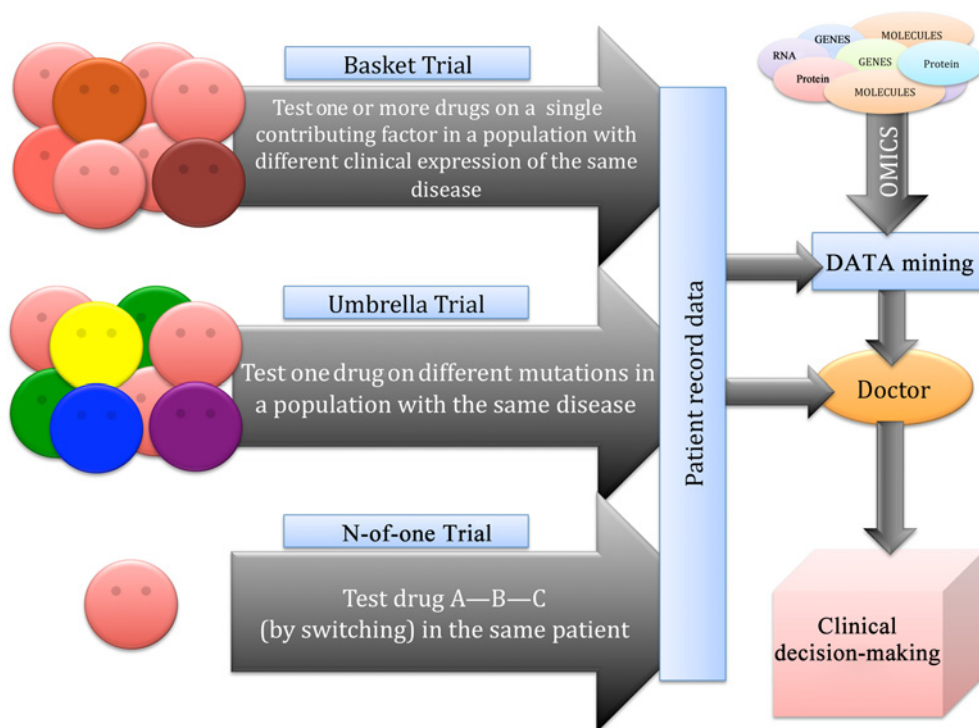 Basket Trial
Test one or more drugs on a single
contributing factor in a population with
different clinical expression of the same
disease
Umbrella Trial
Test one drug on different mutations in
a population with the same disease
N-of-one Trial
Test drug A—B—C
(by switching) in the same patient
Patient record data
MOLECULES
GENES
RNA
GENES
Protein
Protein
MOLECULES
OMICS
DATA mining
Doctor
Clinical
decision-making